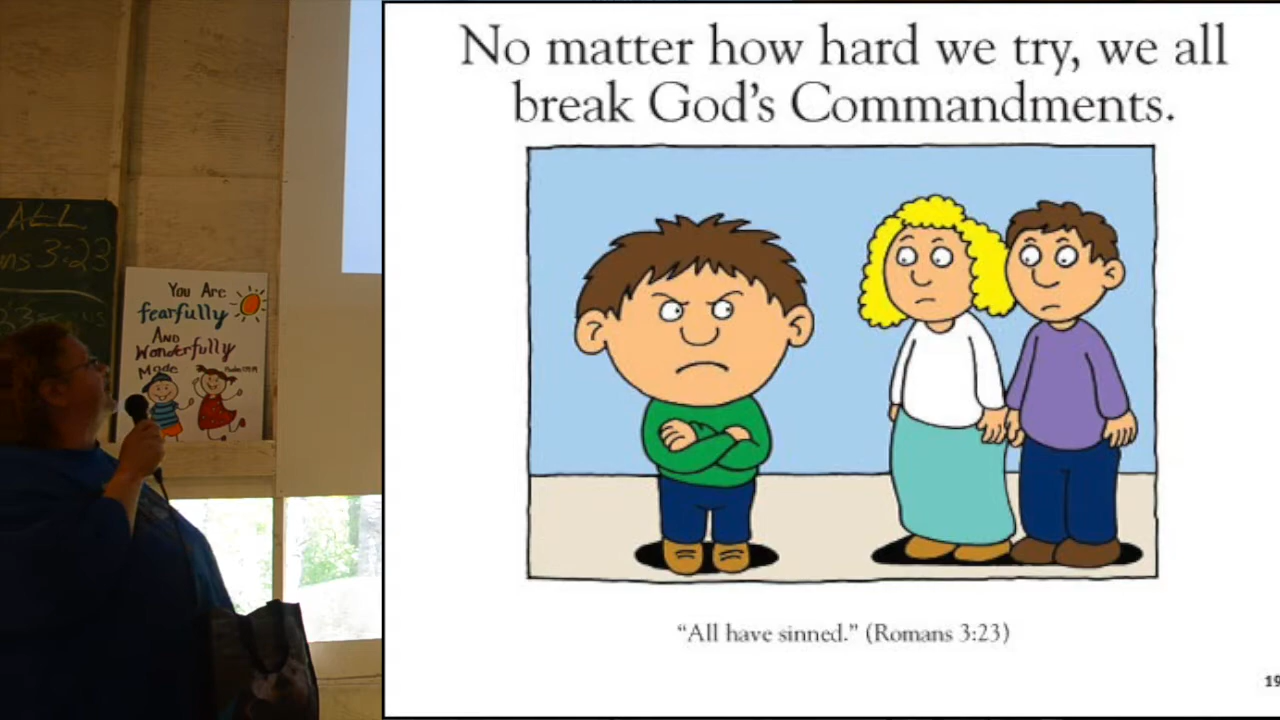 ALL
3:23
You Are
fearfully
And
Wonderfully
Made
No matter how hard we try, we all
break God's Commandments.
“All have sinned.” (Romans 3:23)
19